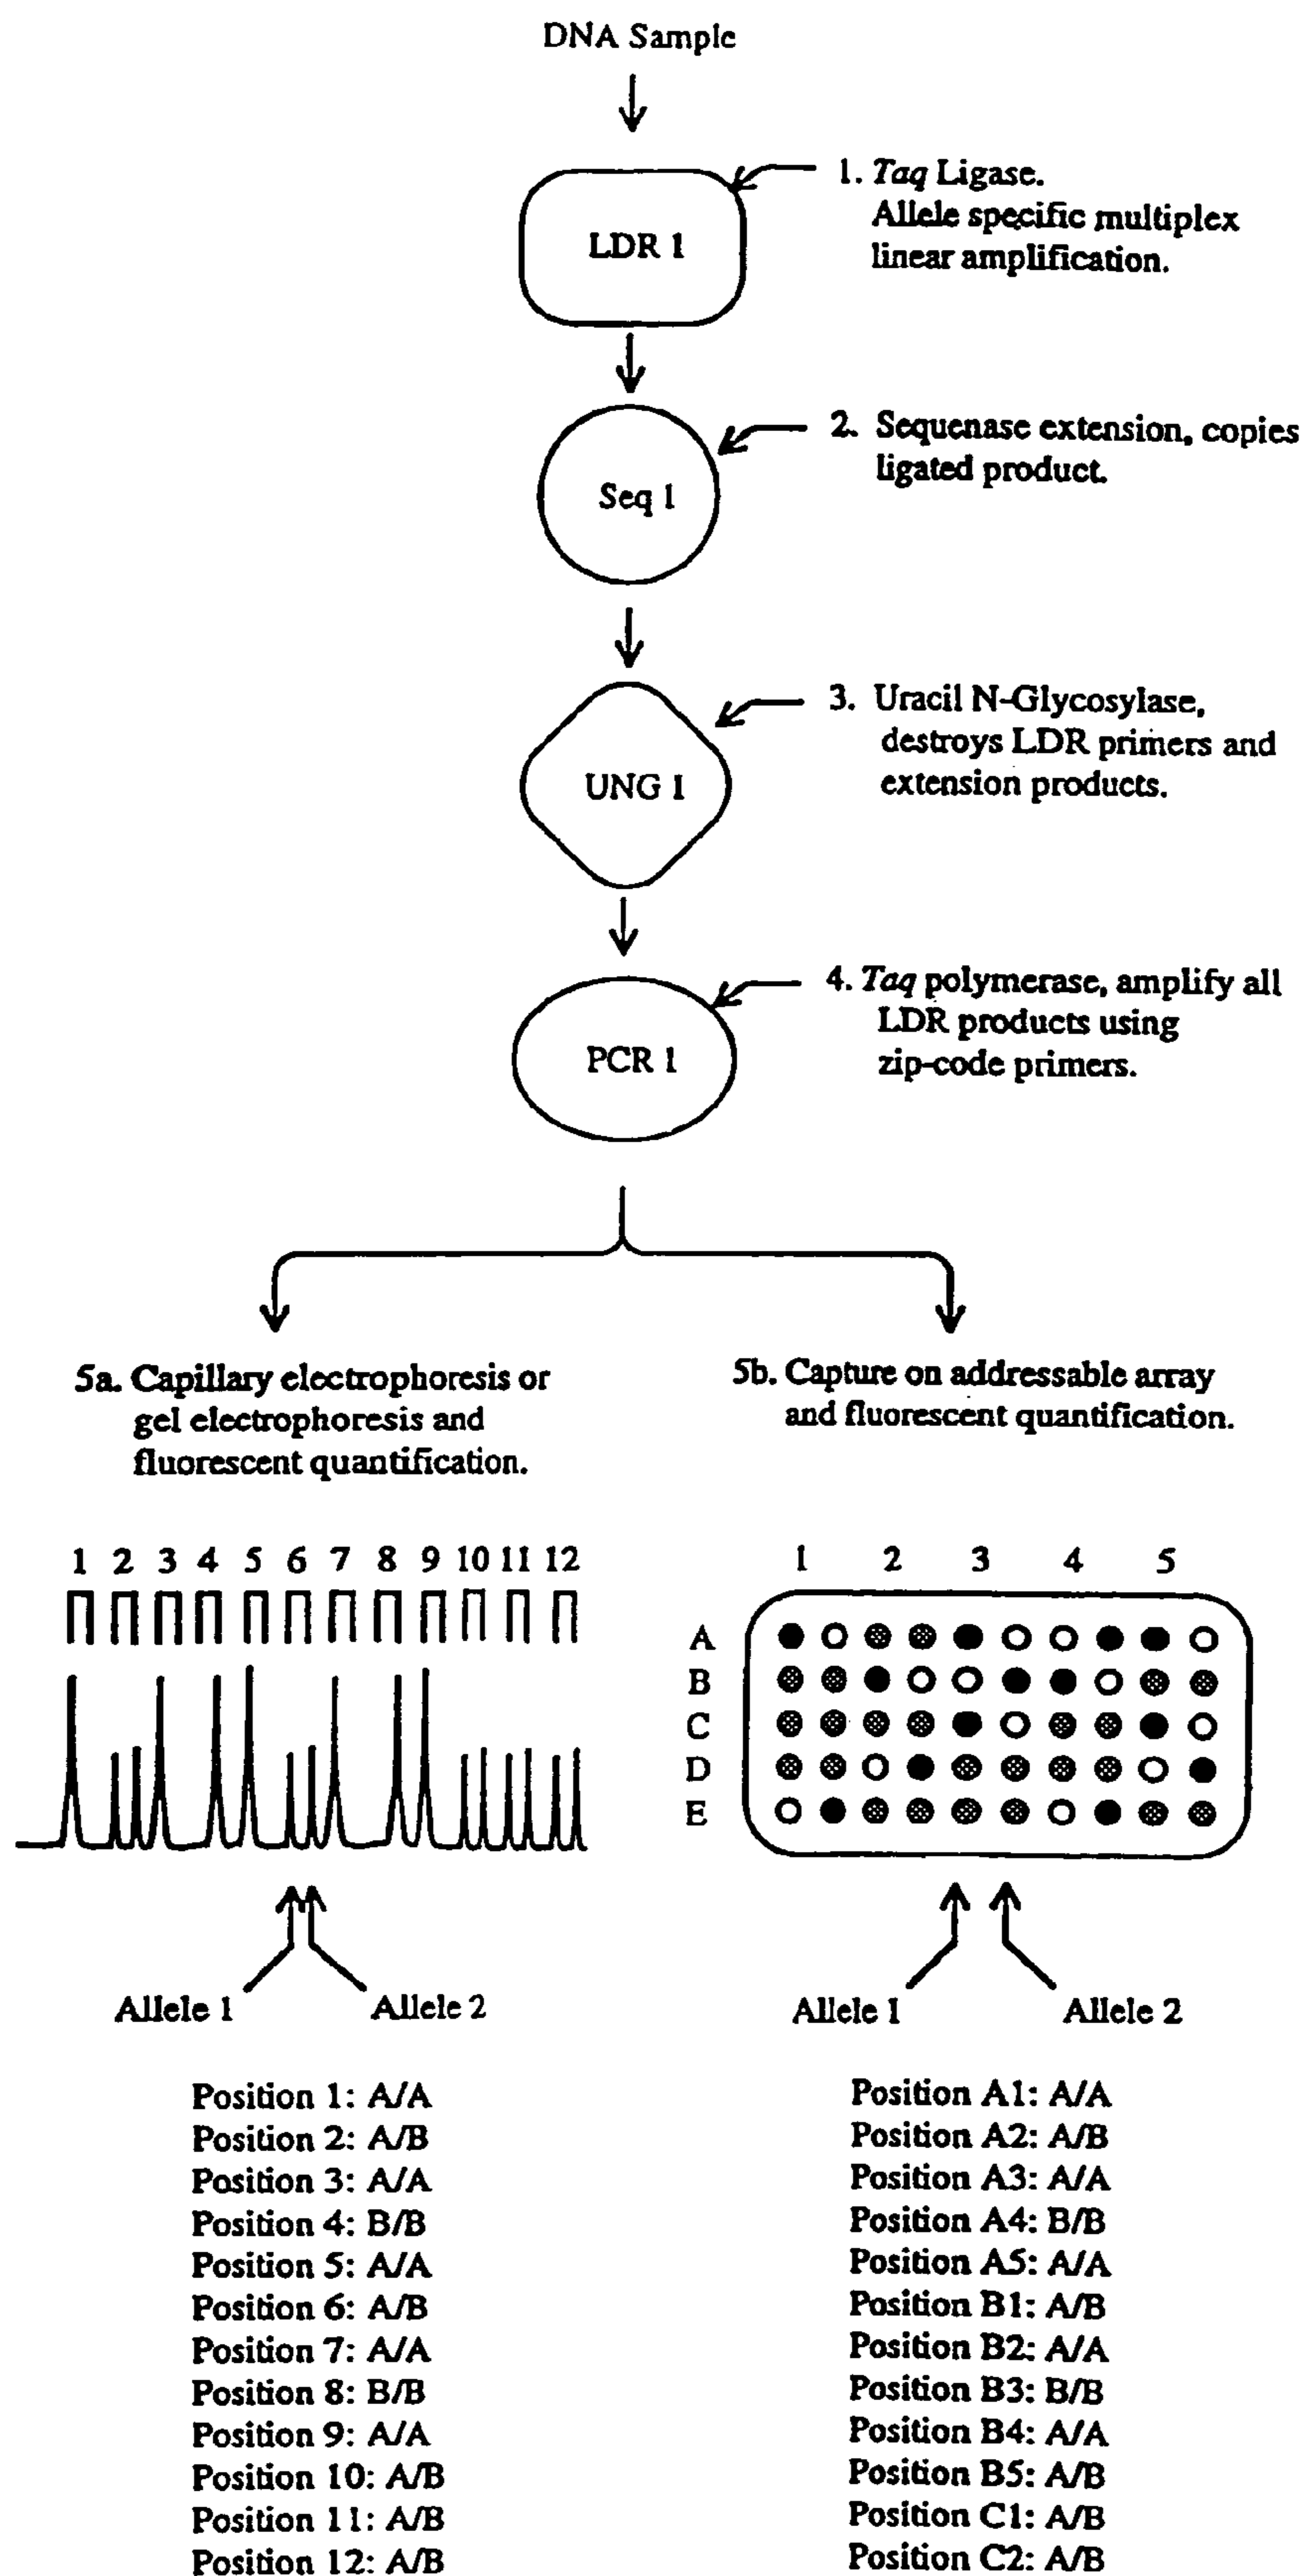 DNA Sample
LDR 1
1. Taq Ligase.
Allele specific multiplex
linear amplification.
Seq 1
2. Sequenase extension, copies
ligated product.
UNG 1
3. Uracil N-Glycosylase,
destroys LDR primers and
extension products.
PCR 1
4. Taq polymerase, amplify all
LDR products using
zip-code primers.
5a. Capillary electrophoresis or
gel electrophoresis and
fluorescent quantification.
1 2 3 4 5 6 7 8 9 10 11 12
Allele 1 Allele 2
Position 1: A/A
Position 2: A/B
Position 3: A/A
Position 4: B/B
Position 5: A/A
Position 6: A/B
Position 7: A/A
Position 8: B/B
Position 9: A/A
Position 10: A/B
Position 11: A/B
Position 12: A/B
5b. Capture on addressable array
and fluorescent quantification.
1 2 3 4 5
A
B
C
D
E
Allele 1 Allele 2
Position A1: A/A
Position A2: A/B
Position A3: A/A
Position A4: B/B
Position A5: A/A
Position B1: A/B
Position B2: A/A
Position B3: B/B
Position B4: A/A
Position B5: A/B
Position C1: A/B
Position C2: A/B